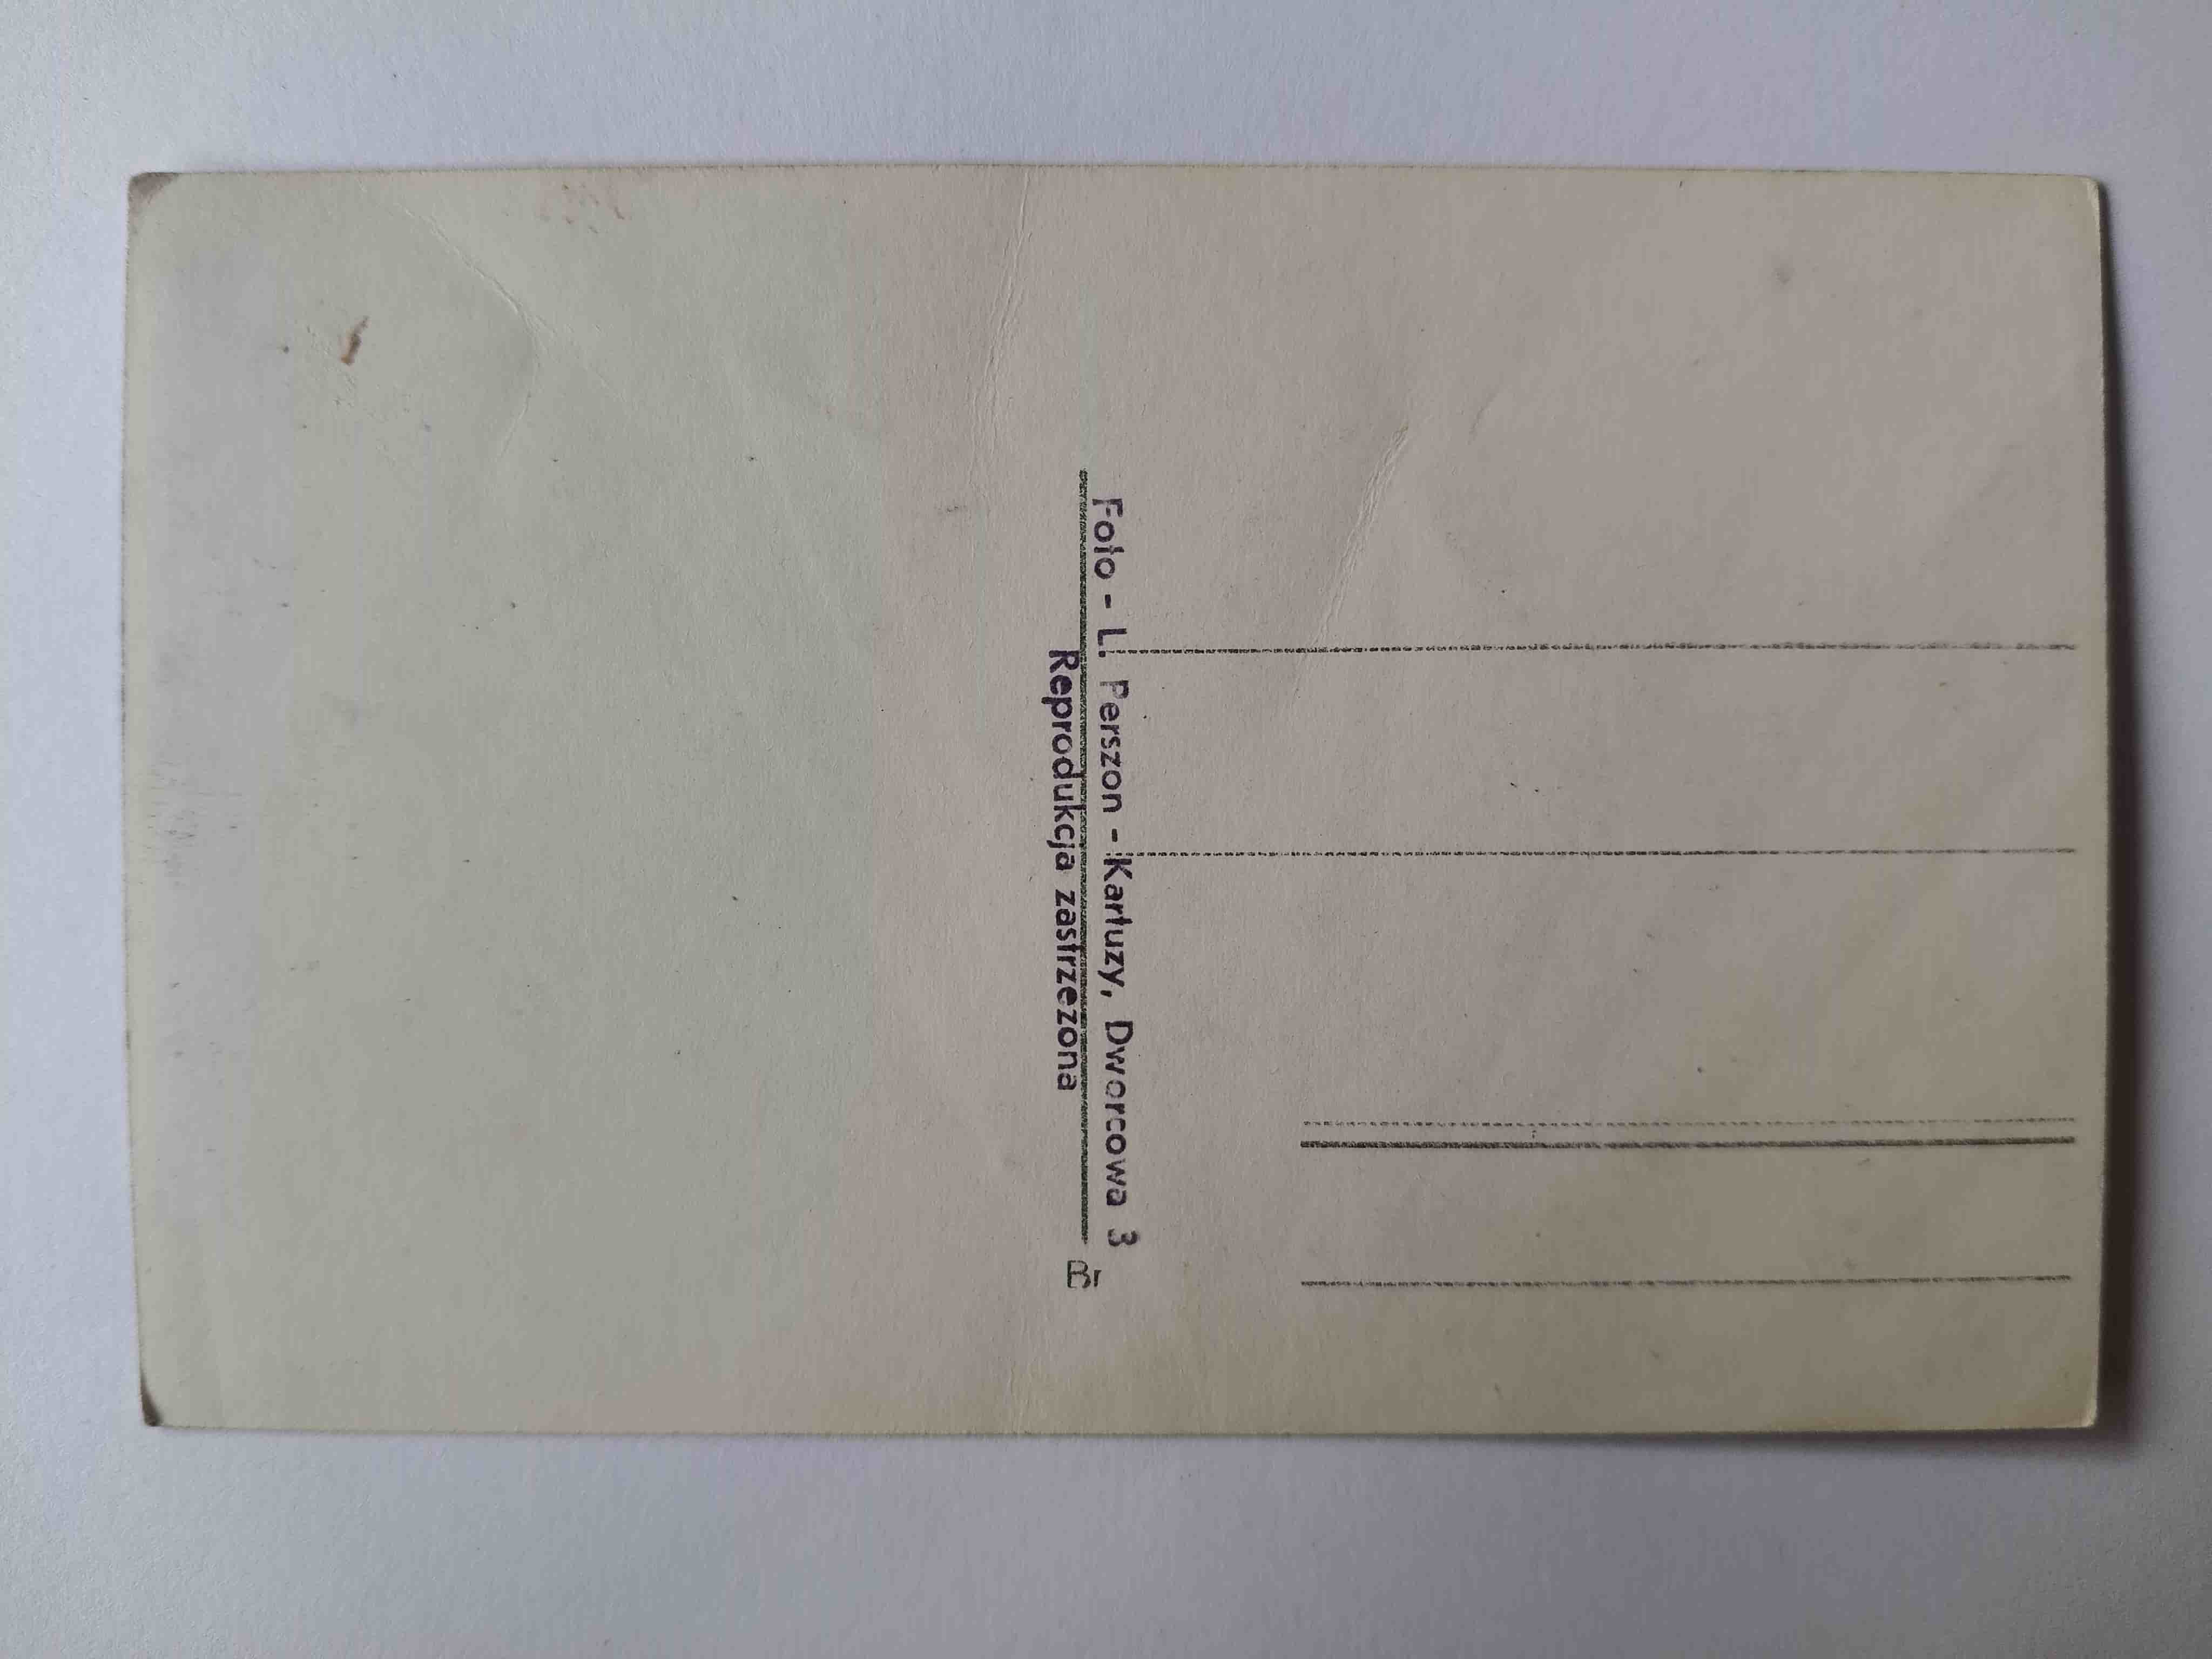 Foto - L. Perszon - Kartuzy, Dworcowa 3
Reprodukcja zastrzeżona
Br